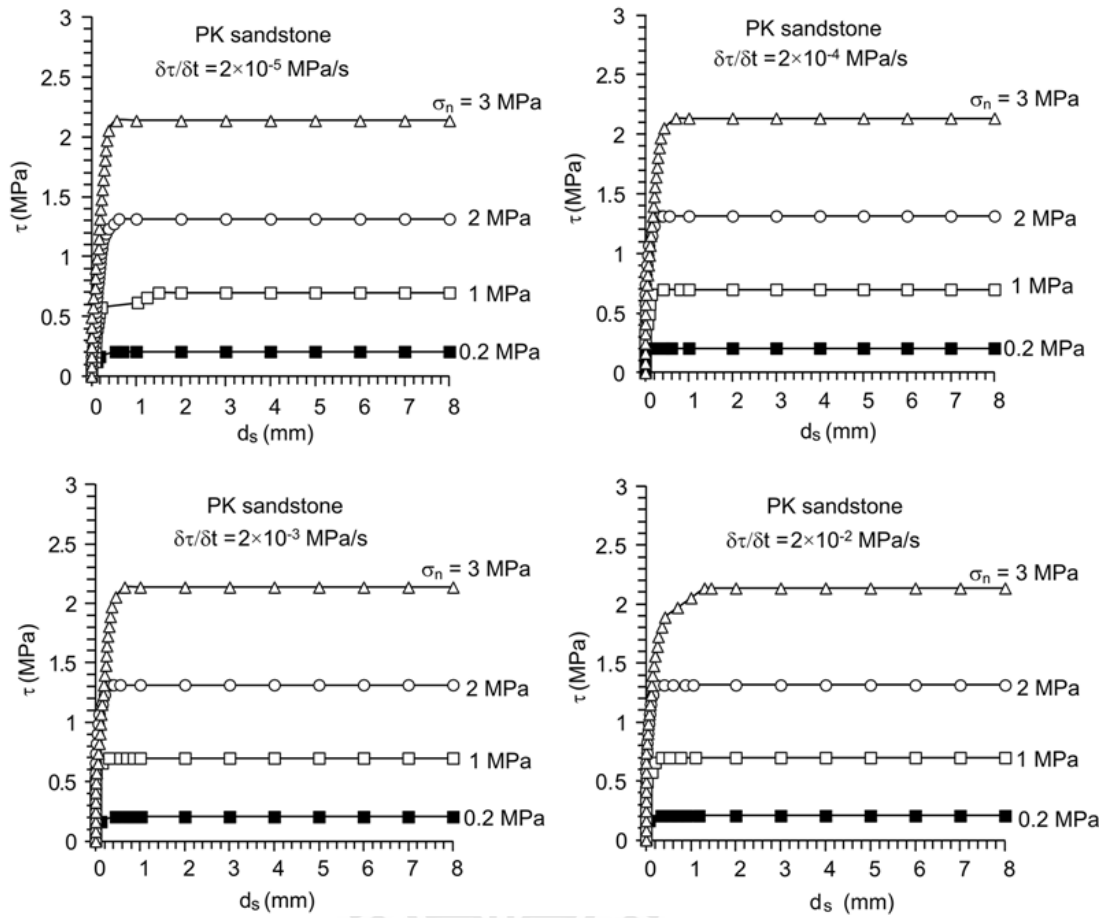 3
PK sandstone
δτ/δt = 2×10⁻⁵ MPa/s
2.5
σₙ = 3 MPa
2
τ (MPa)
1.5
2 MPa
1
1 MPa
0.5
0.2 MPa
0
0 1 2 3 4 5 6 7 8
dₛ (mm)
3
PK sandstone
δτ/δt = 2×10⁻⁴ MPa/s
2.5
σₙ = 3 MPa
2
τ (MPa)
1.5
2 MPa
1
1 MPa
0.5
0.2 MPa
0
0 1 2 3 4 5 6 7 8
dₛ (mm)
3
PK sandstone
δτ/δt = 2×10⁻³ MPa/s
2.5
σₙ = 3 MPa
2
τ (MPa)
1.5
2 MPa
1
1 MPa
0.5
0.2 MPa
0
0 1 2 3 4 5 6 7 8
dₛ (mm)
3
PK sandstone
δτ/δt = 2×10⁻² MPa/s
2.5
σₙ = 3 MPa
2
τ (MPa)
1.5
2 MPa
1
1 MPa
0.5
0.2 MPa
0
0 1 2 3 4 5 6 7 8
dₛ (mm)